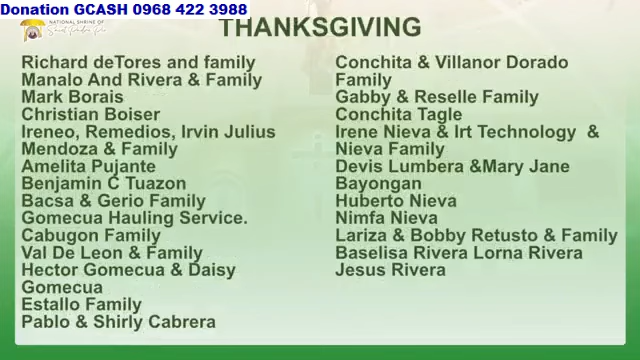 Donation GCASH 0968 422 3988
NATIONAL SHRINE OF
THANKSGIVING
Richard deTores and family
Manalo And Rivera & Family
Mark Borais
Christian Boiser
Ireneo, Remedios, Irvin Julius
Mendoza & Family
Amelita Pujante
Benjamin C Tuazon
Bacsa & Gerio Family
Gomecua Hauling Service.
Cabugon Family
Val De Leon & Family
Hector Gomecua & Daisy
Gomecua
Estallo Family
Pablo & Shirly Cabrera
Conchita & Villanor Dorado
Family
Gabby & Reselle Family
Conchita Tagle
Irene Nieva & Irt Technology &
Nieva Family
Devis Lumbera &Mary Jane
Bayongan
Huberto Nieva
Nimfa Nieva
Lariza & Bobby Retusto & Family
Baselisa Rivera Lorna Rivera
Jesus Rivera